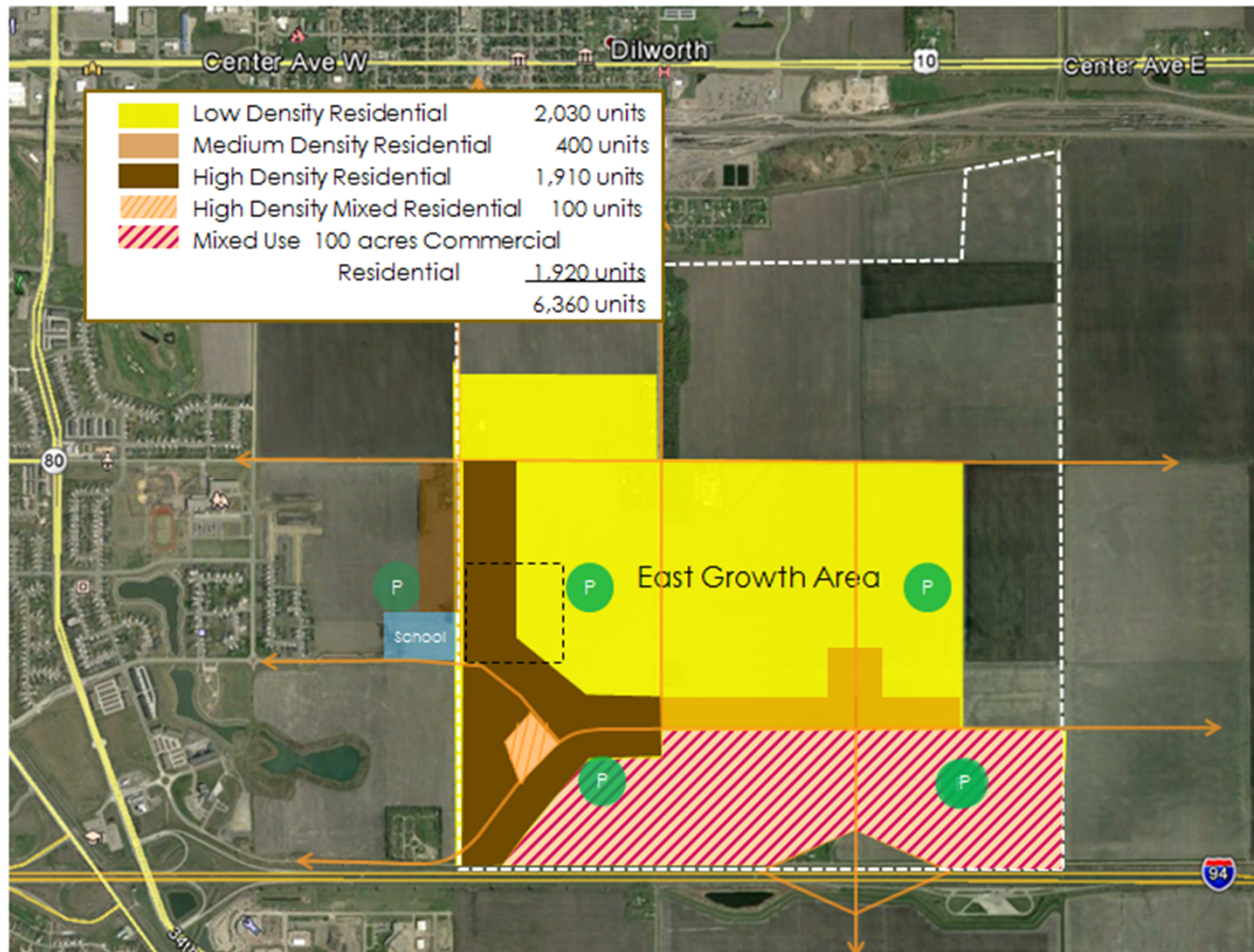 Center Ave W
Dilworth
10
Center Ave E
Low Density Residential 2,030 units
Medium Density Residential 400 units
High Density Residential 1,910 units
High Density Mixed Residential 100 units
Mixed Use 100 acres Commercial
Residential 1,920 units
6,360 units
80
P
P
East Growth Area
P
School
P
P
94
34th